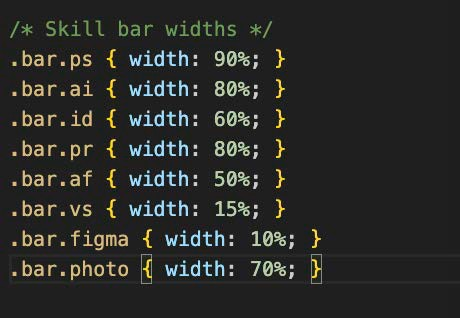 /* Skill bar widths */
.bar.ps { width: 90%; }
.bar.ai { width: 80%; }
.bar.id { width: 60%; }
.bar.pr { width: 80%; }
.bar.af { width: 50%; }
.bar.vs { width: 15%; }
.bar.figma { width: 10%; }
.bar.photo { width: 70%; }